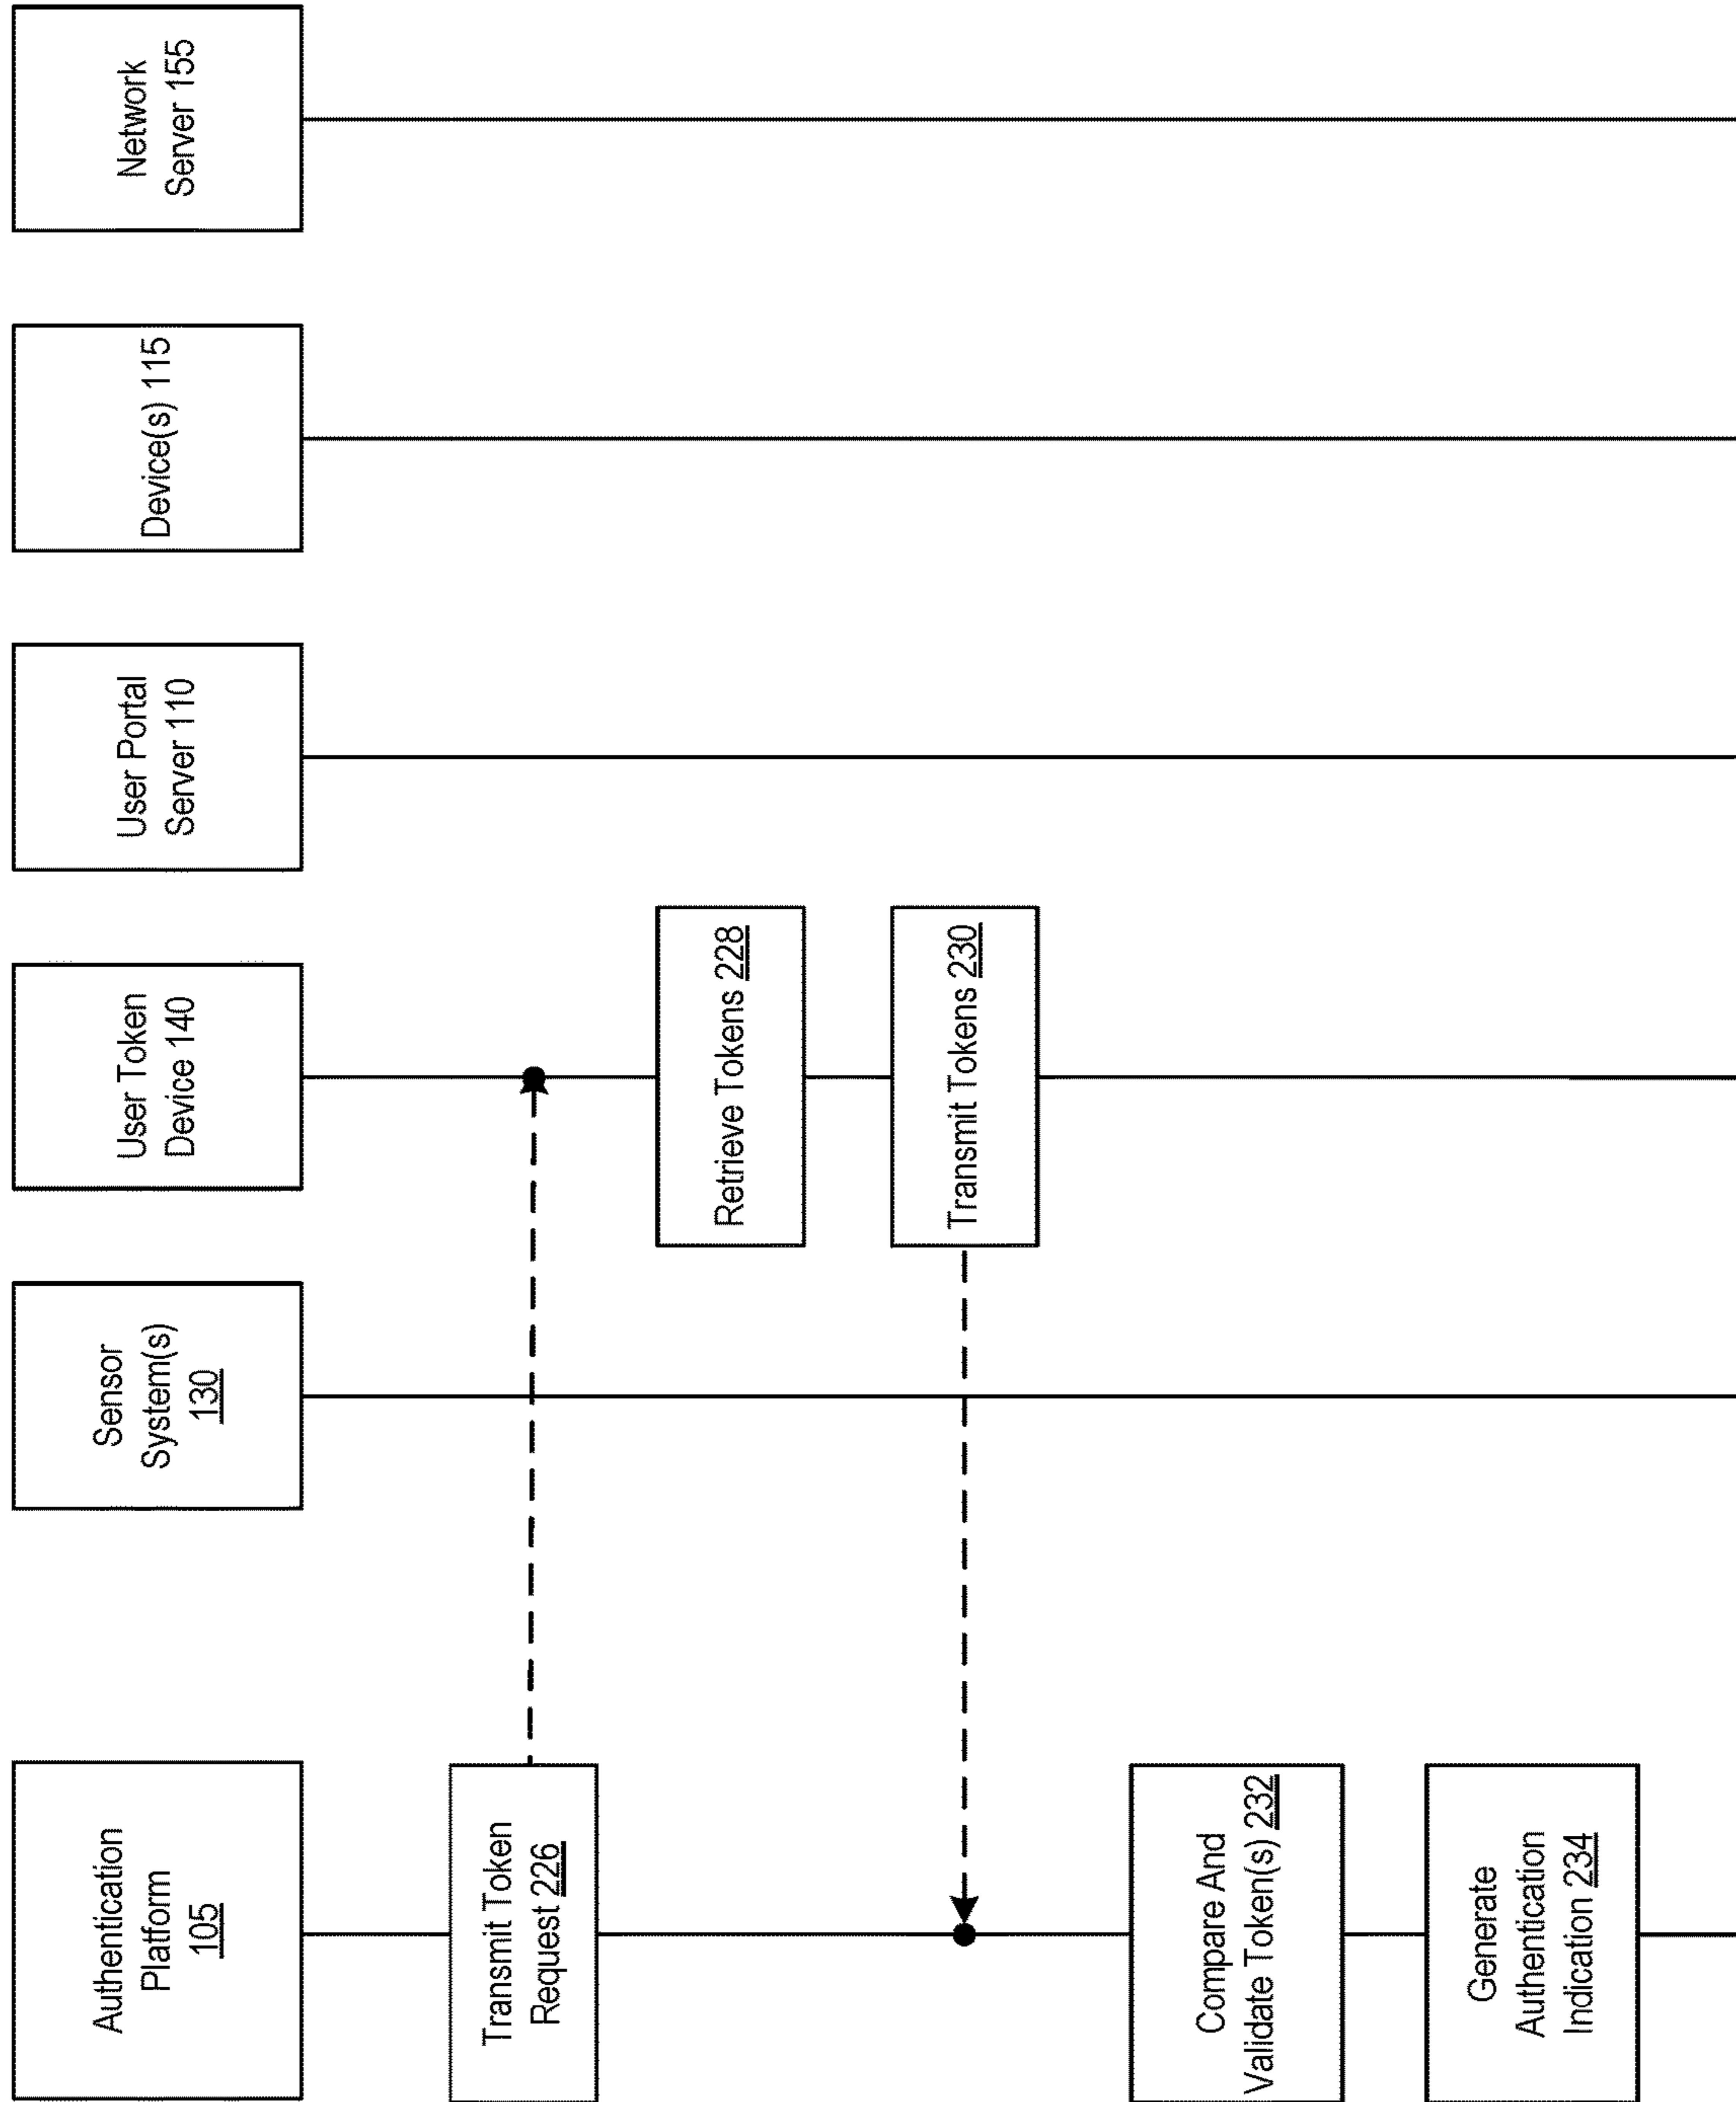 Authentication
Platform
105
Sensor
System(s)
130
User Token
Device 140
User Portal
Server 110
Device(s) 115
Network
Server 155
Transmit Token
Request 226
Retrieve Tokens 228
Transmit Tokens 230
Compare And
Validate Token(s) 232
Generate
Authentication
Indication 234